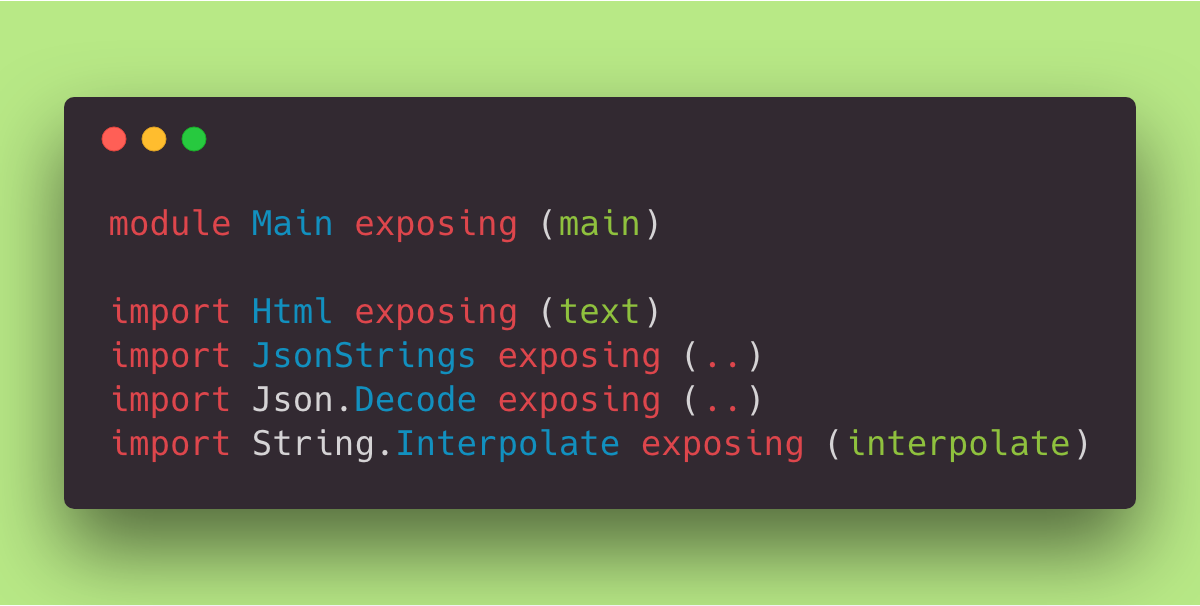 module Main exposing (main)
import Html exposing (text)
import JsonStrings exposing (..)
import Json.Decode exposing (..)
import String.Interpolate exposing (interpolate)